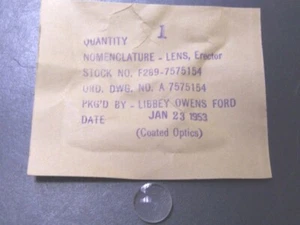 QUANTITY 1
NOMENCLATURE - LENS, Erector
STOCK NO. F269-7575154
ORD. DWG. NO. A 7575154
PKG'D BY - LIBBEY OWENS FORD
DATE JAN 23 1953
(Coated Optics)